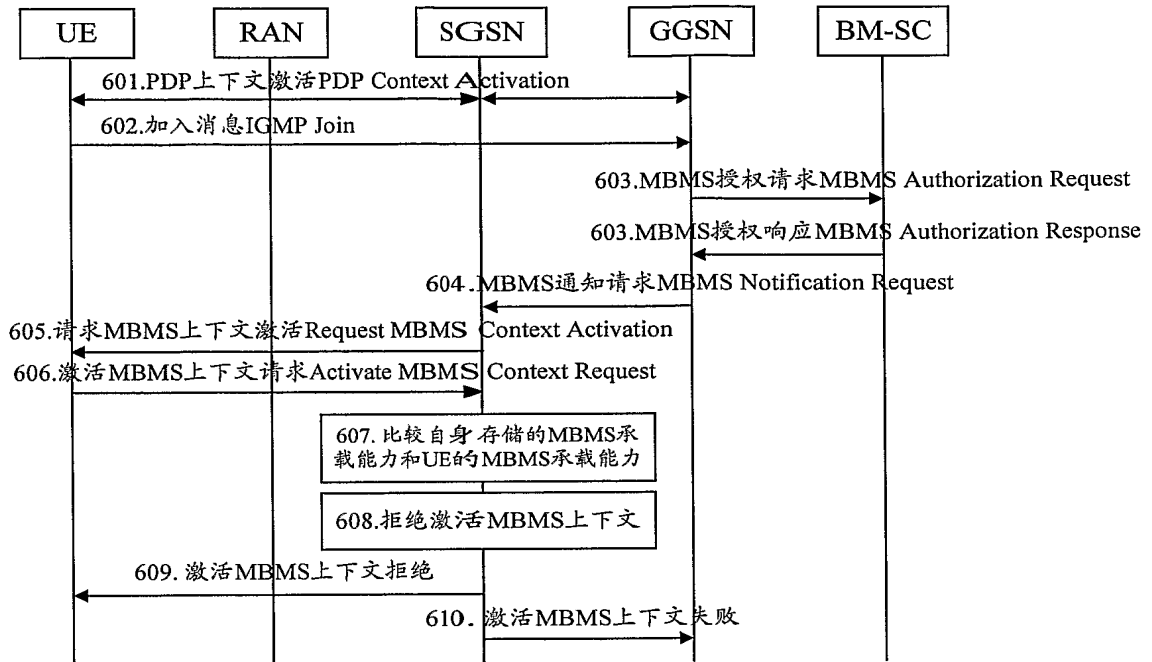 UE
RAN
SGSN
GGSN
BM-SC
601.PDP上下文激活PDP Context Activation
602.加入消息IGMP Join
603.MBMS授权请求MBMS Authorization Request
603.MBMS授权响应MBMS Authorization Response
604.MBMS通知请求MBMS Notification Request
605.请求MBMS上下文激活Request MBMS Context Activation
606.激活MBMS上下文请求Activate MBMS Context Request
607.比较自身存储的MBMS承
载能力和UE的MBMS承载能力
608.拒绝激活MBMS上下文
609.激活MBMS上下文拒绝
610.激活MBMS上下文失败